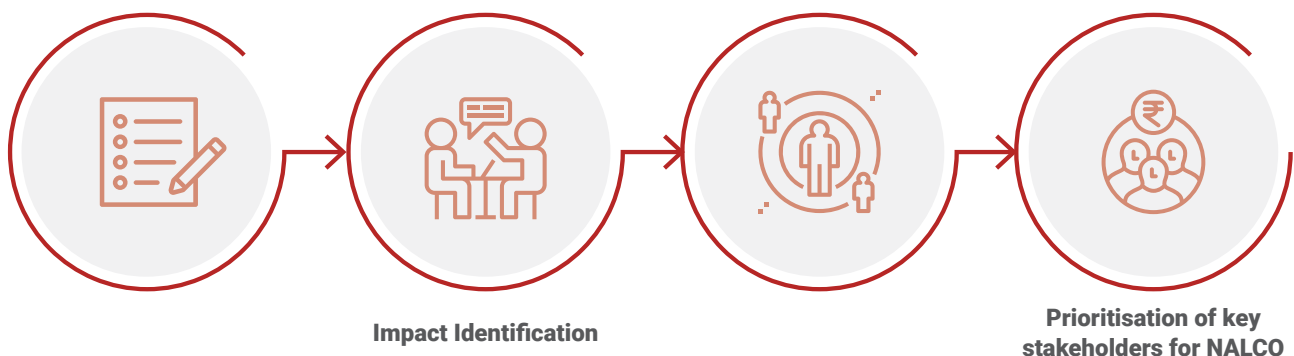 ₹
Impact Identification
Prioritisation of key
stakeholders for NALCO